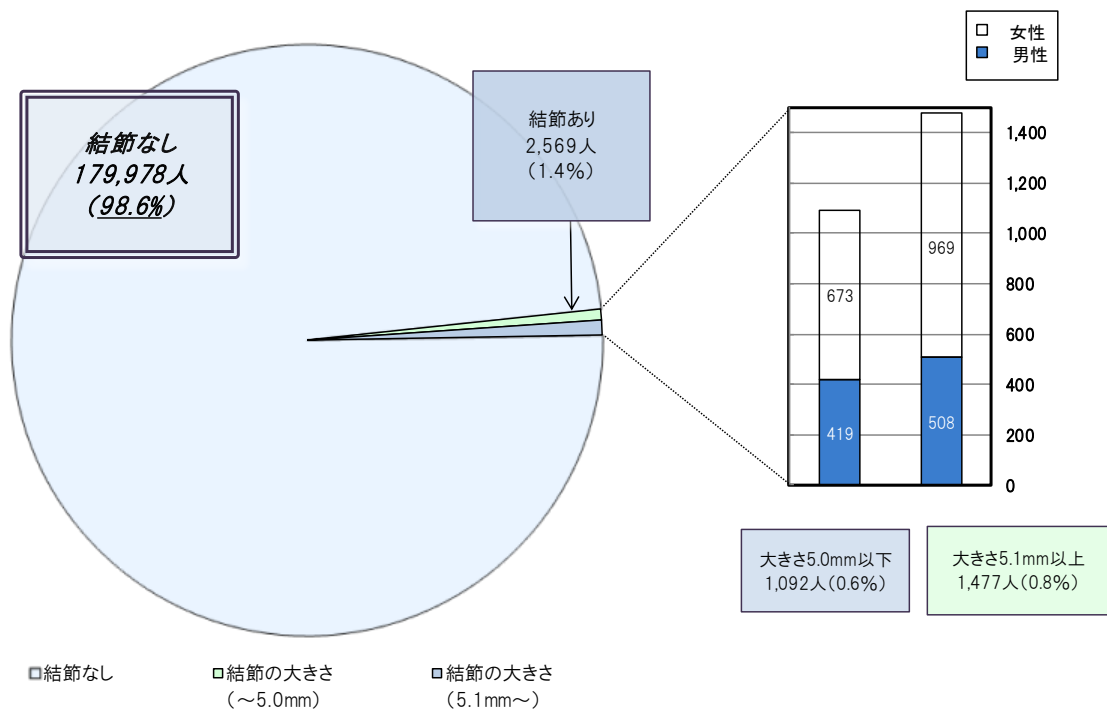 女性
男性
結節なし
179,978人
(98.6%)
結節あり
2,569人
(1.4%)
1,400
1,200
1,000
800
600
400
200
0
673
419
969
508
大きさ5.0mm以下
1,092人(0.6%)
大きさ5.1mm以上
1,477人(0.8%)
結節なし
結節の大きさ
(～5.0mm)
結節の大きさ
(5.1mm～)